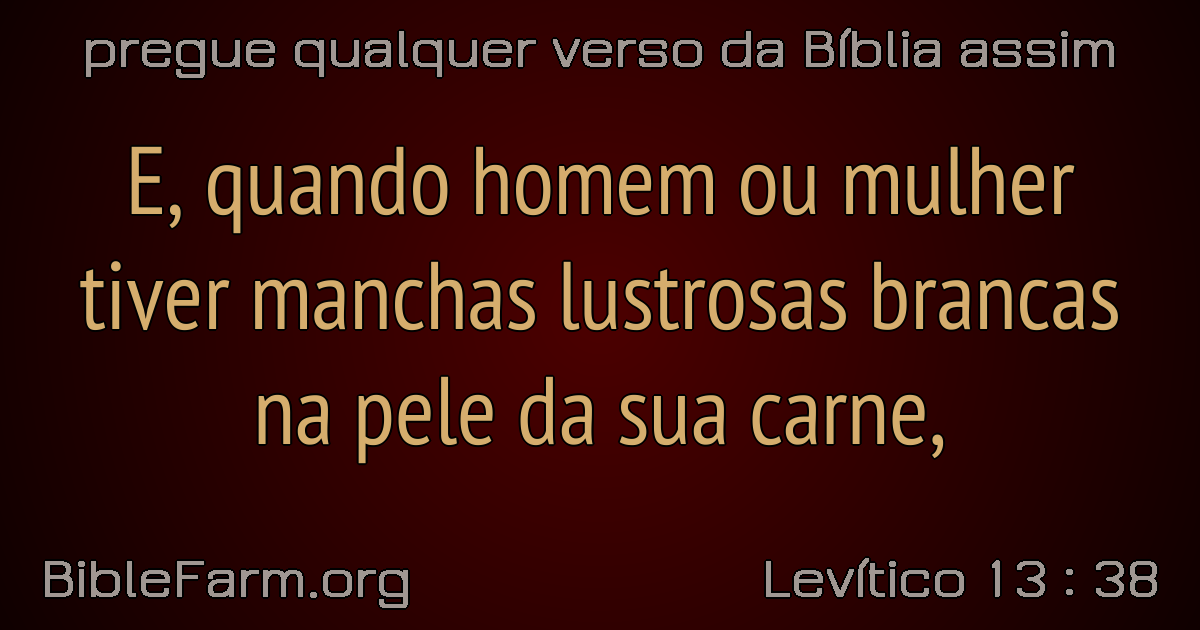 pregue qualquer verso da Bíblia assim
E, quando homem ou mulher
tiver manchas lustrosas brancas
na pele da sua carne,
BibleFarm.org
Levítico 13 : 38